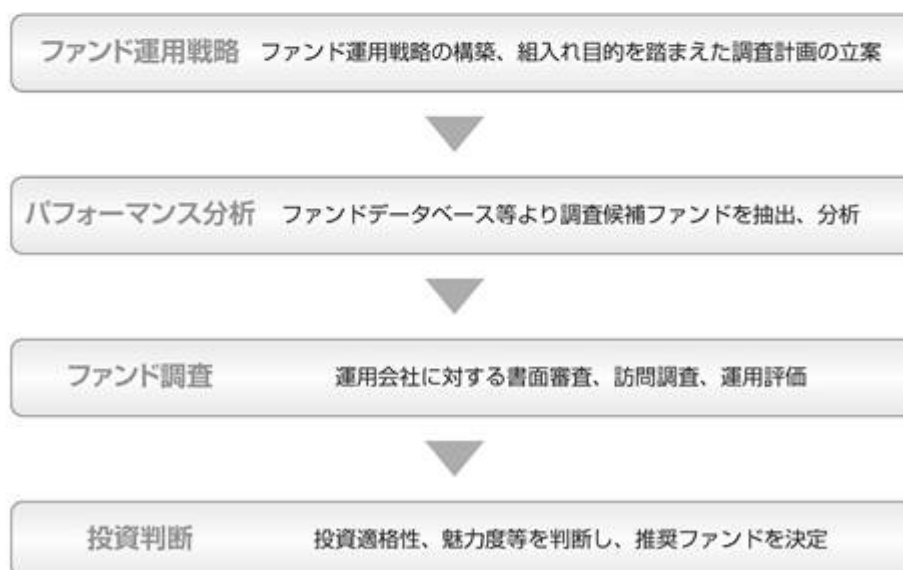 ファンド運用戦略 ファンド運用戦略の構築、組入れ目的を踏まえた調査計画の立案
パフォーマンス分析 ファンドデータベース等より調査候補ファンドを抽出、分析
ファンド調査 運用会社に対する書面審査、訪問調査、運用評価
投資判断 投資適格性、魅力度等を判断し、推奨ファンドを決定